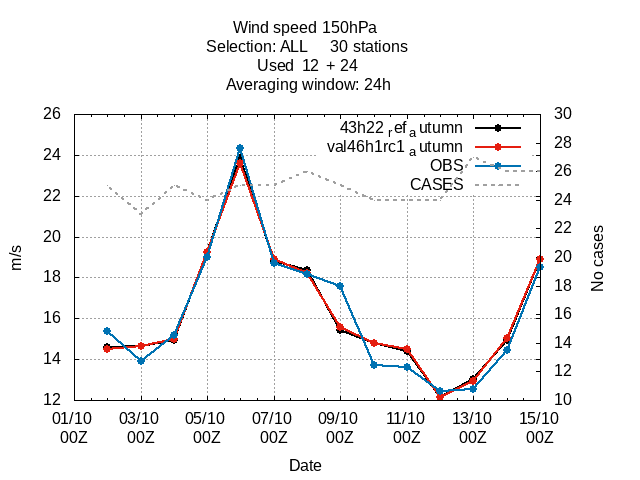 Wind speed 150hPa
Selection: ALL 30 stations
Used 12 + 24
Averaging window: 24h
26
24
22
20
18
16
14
12
m/s
30
28
26
24
22
20
18
16
14
12
10
No cases
43h22 ref autumn
val46h1rc1 autumn
OBS
CASES
01/10 03/10 05/10 07/10 09/10 11/10 13/10 15/10
00Z 00Z 00Z 00Z 00Z 00Z 00Z 00Z
Date